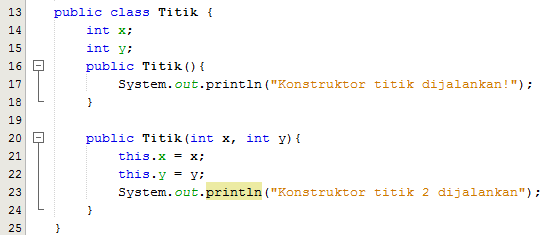 13 public class Titik {
14     int x;
15     int y;
16     public Titik(){
17         System.out.println("Konstruktor titik dijalankan!");
18     }
19
20     public Titik(int x, int y){
21         this.x = x;
22         this.y = y;
23         System.out.println("Konstruktor titik 2 dijalankan");
24     }
25 }